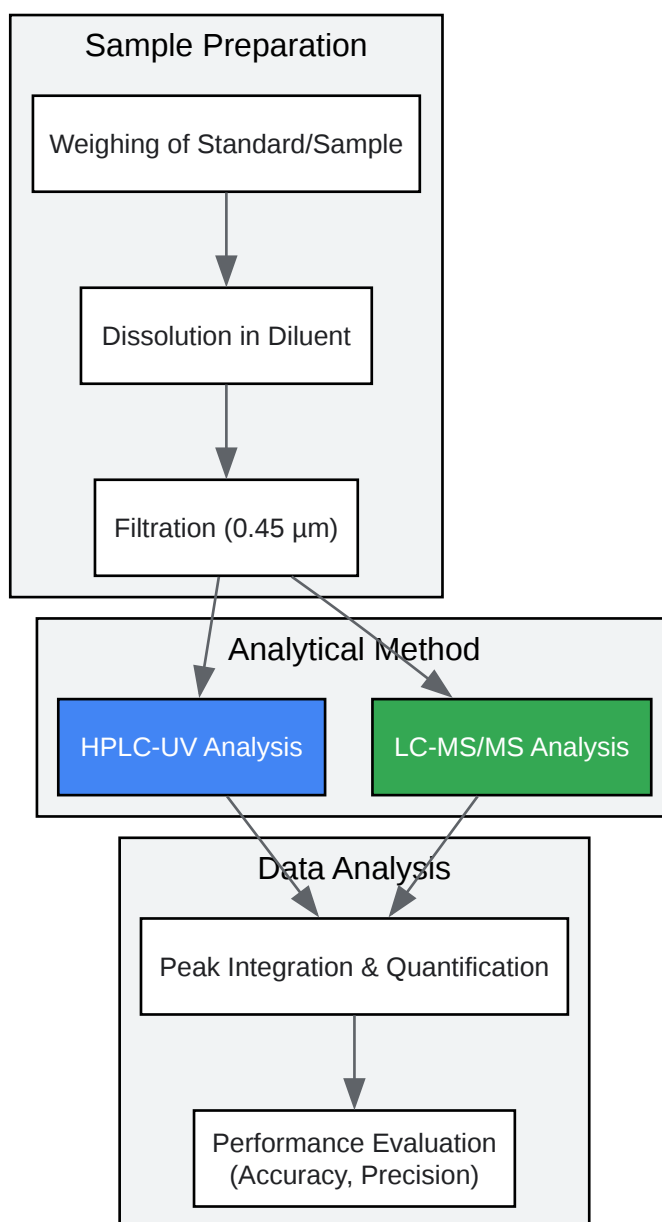 Sample Preparation
Weighing of Standard/Sample
Dissolution in Diluent
Filtration (0.45 µm)
Analytical Method
HPLC-UV Analysis
LC-MS/MS Analysis
Data Analysis
Peak Integration & Quantification
Performance Evaluation
(Accuracy, Precision)